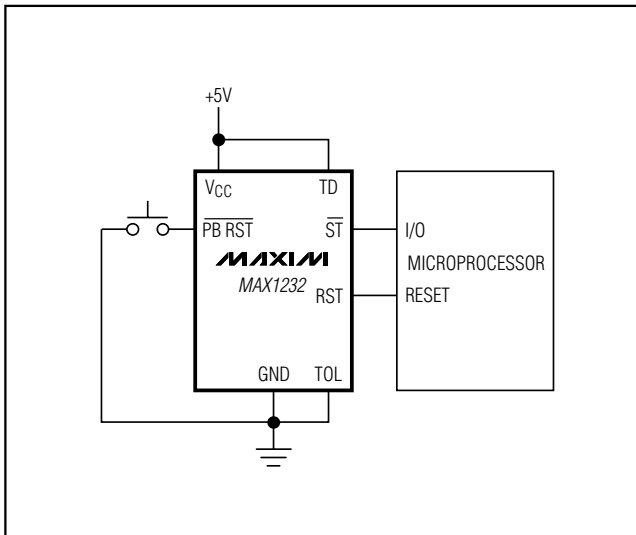 +5V
VCC
TD
PB RST
ST
I/O
MAXIM
MICROPROCESSOR
MAX1232
RST
RESET
GND
TOL